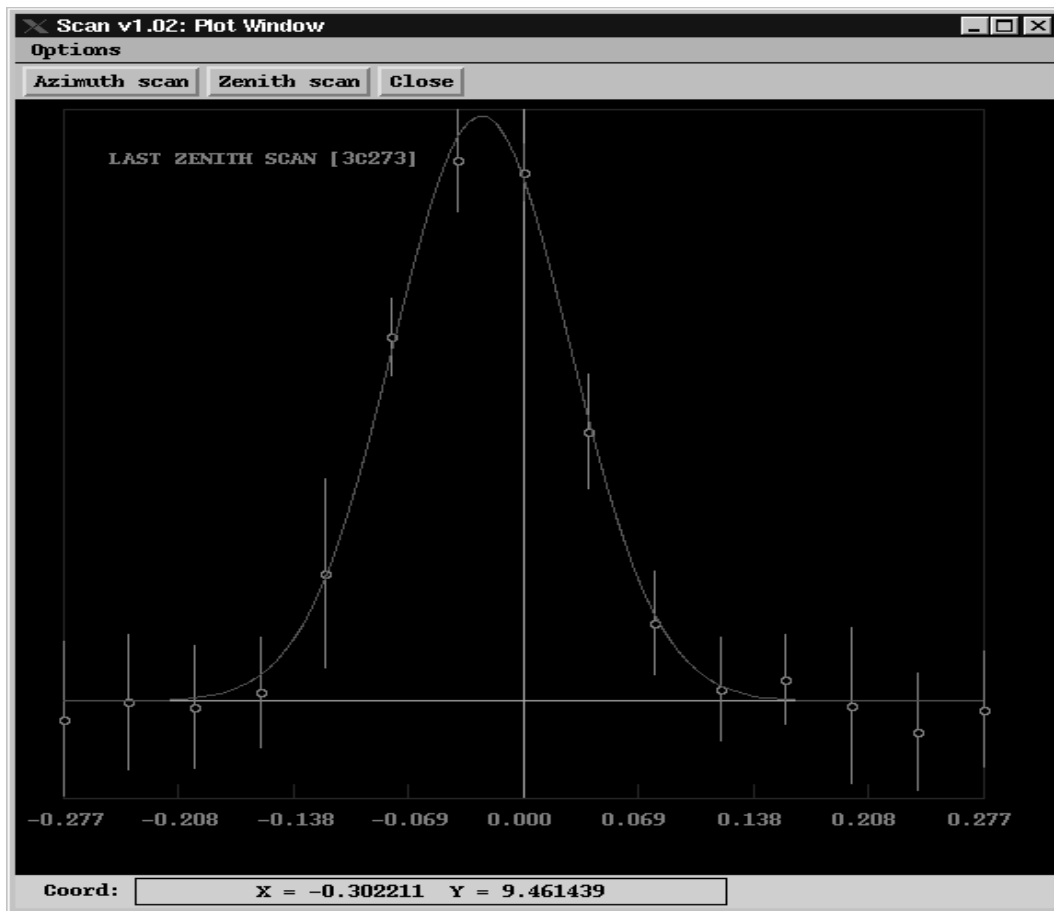 Scan v1.02: Plot Window
Options
Azimuth scan Zenith scan Close
LAST ZENITH SCAN [3C273]
-0.277 -0.208 -0.138 -0.069 0.000 0.069 0.138 0.208 0.277
Coord: X = -0.302211 Y = 9.461439